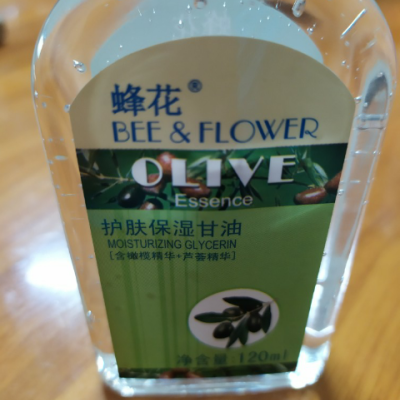 蜂花®
BEE & FLOWER
OLIVE
Essence
护肤保湿甘油
MOISTURIZING GLYCERIN
[含橄榄精华+芦荟精华]
净含量:120ml